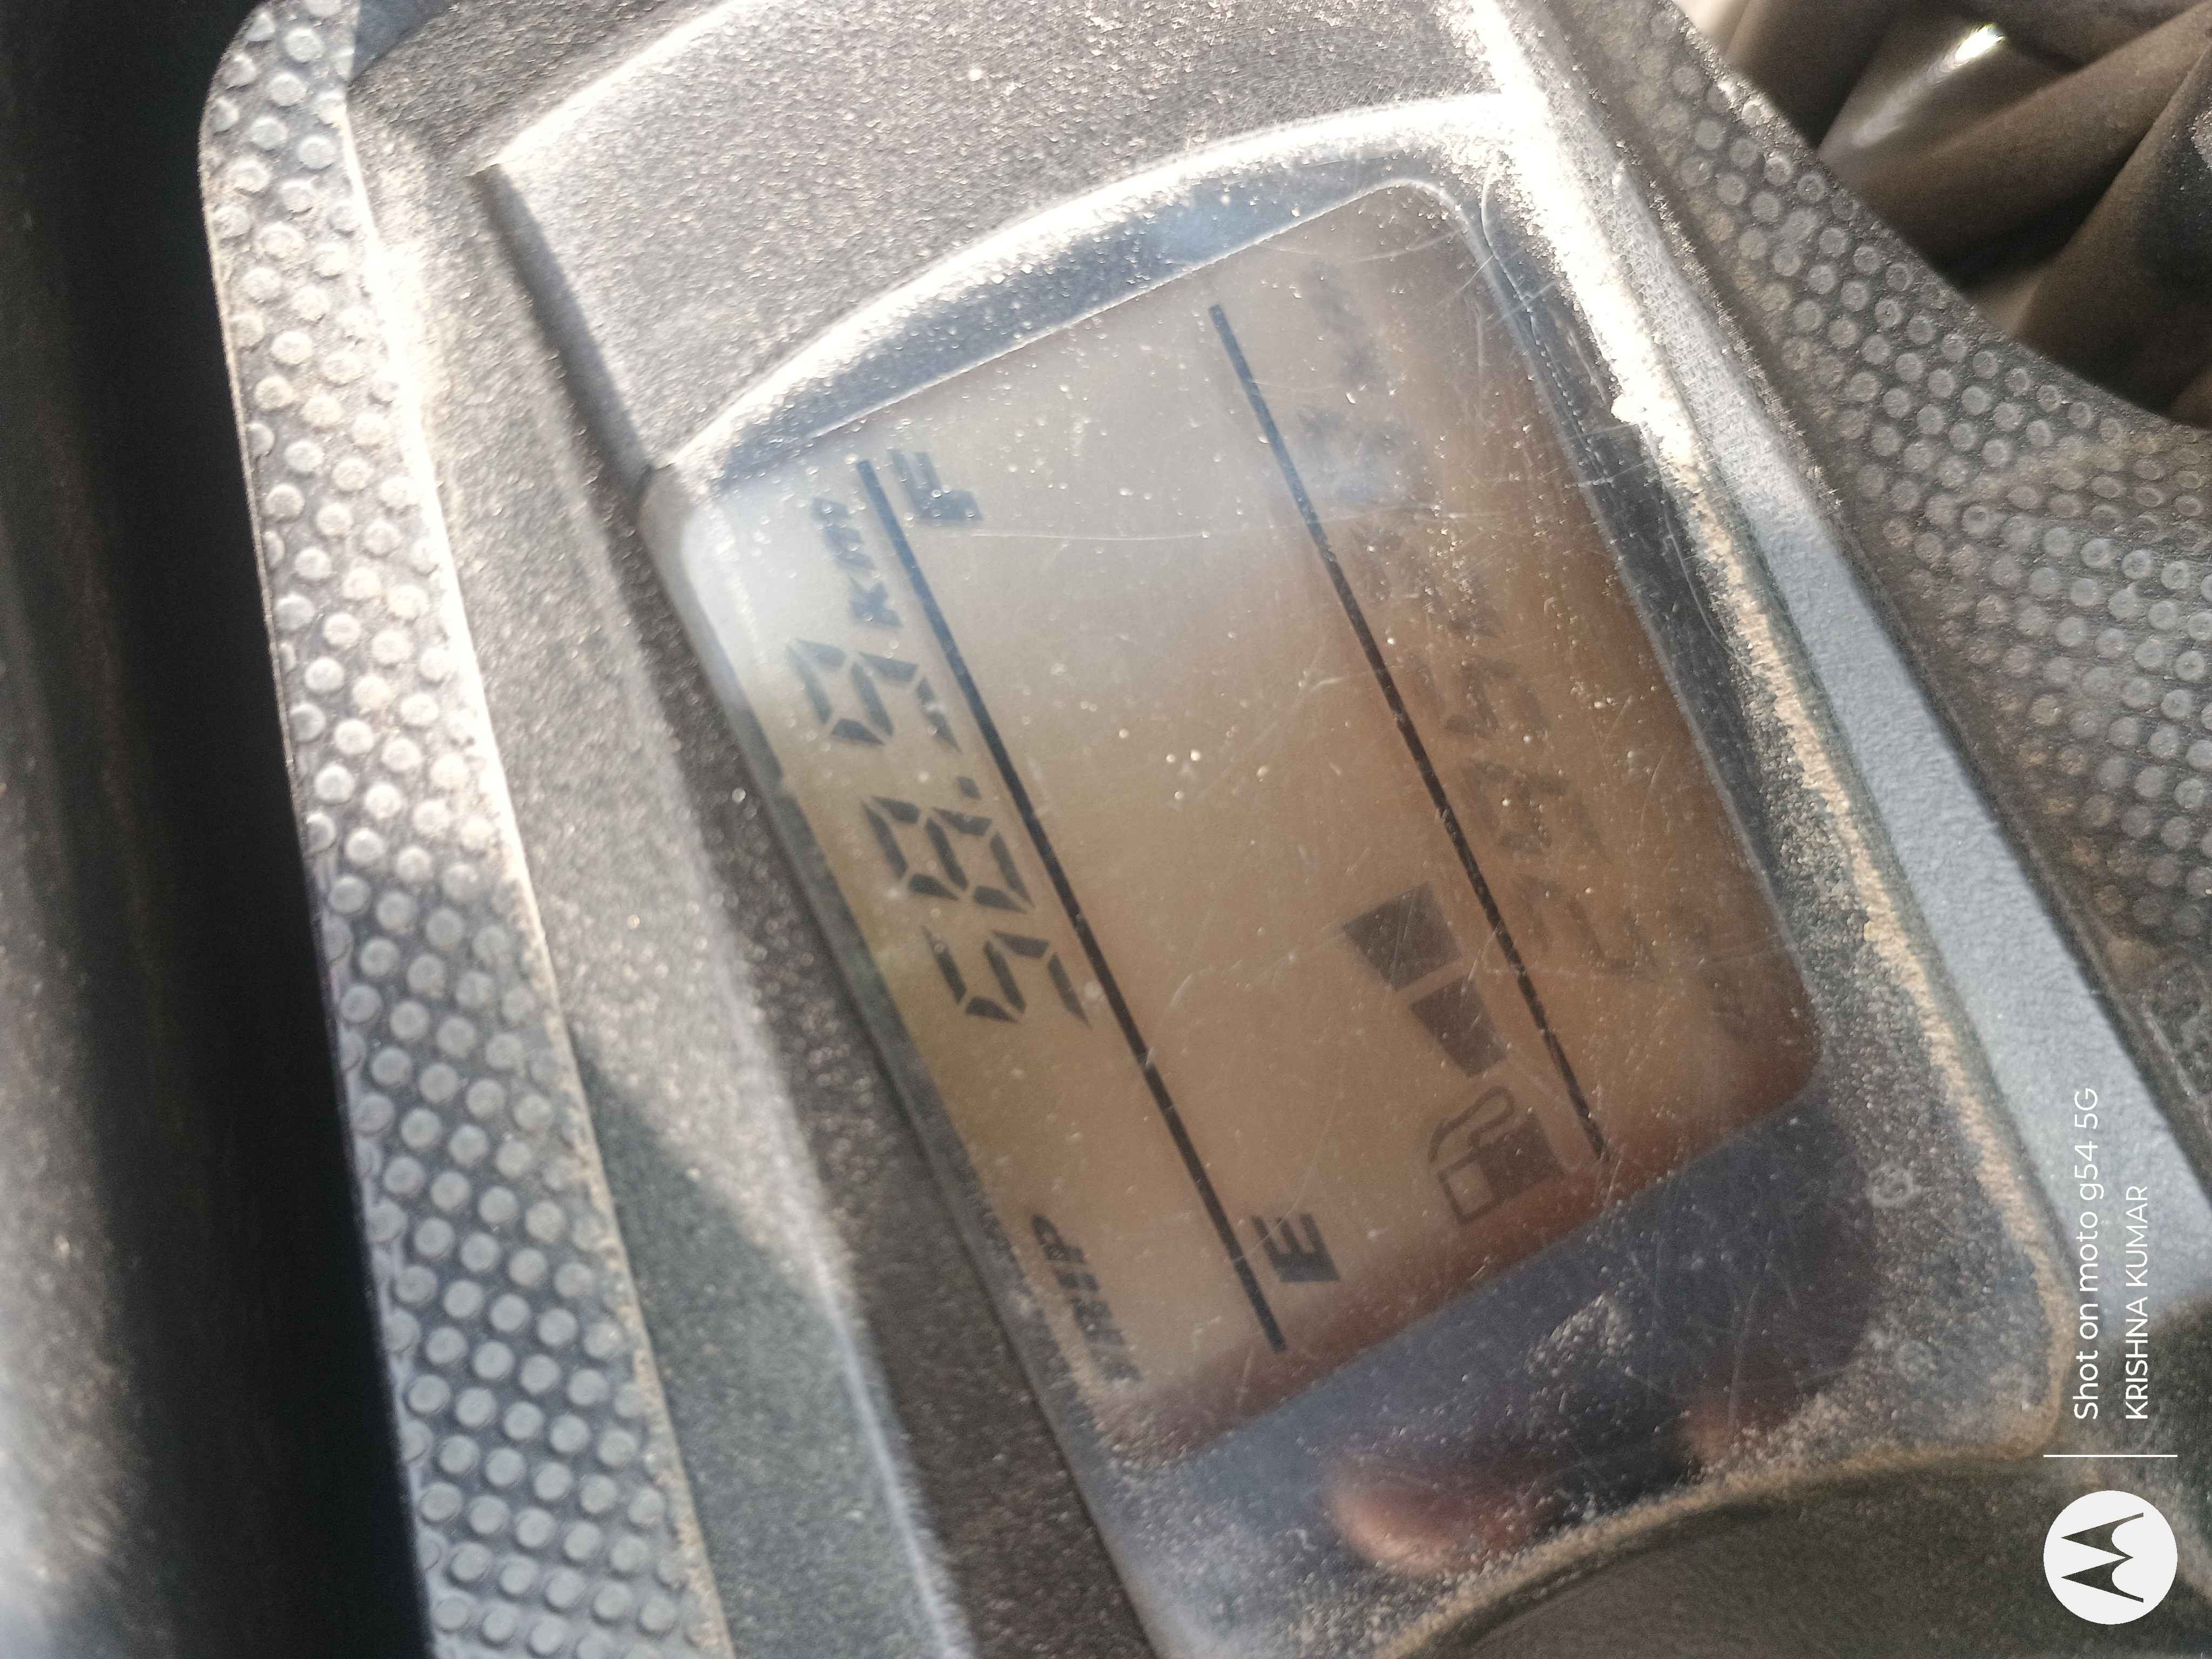 TRIP 58.9 km
E F
Shot on moto g54 5G
KRISHNA KUMAR